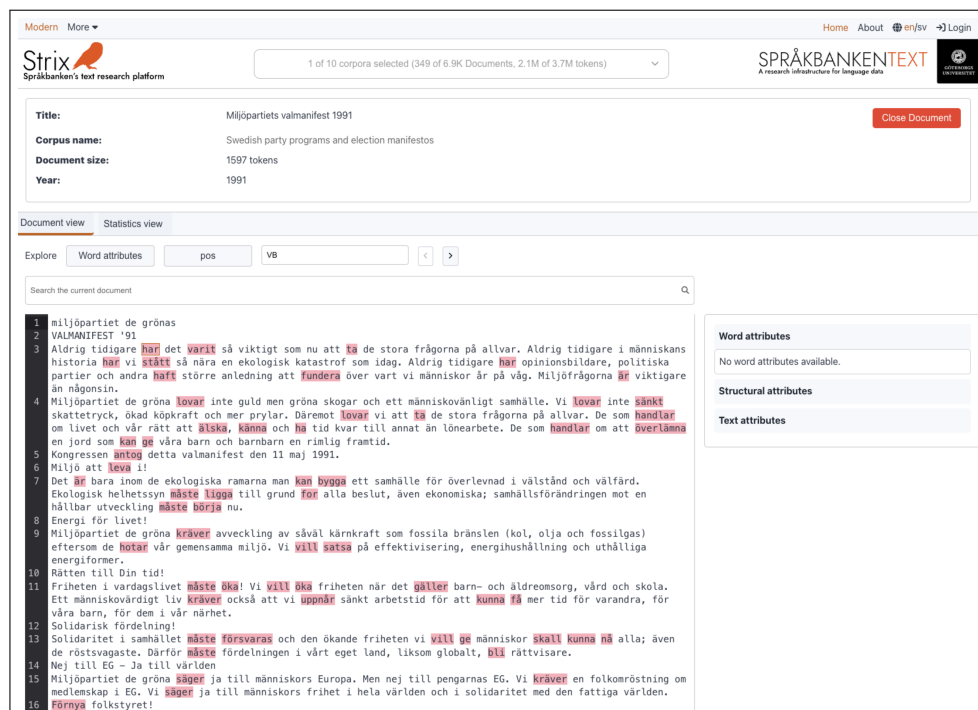 Modern More
Home About en/sv Login
Strix
Språkbanken's text research platform
1 of 10 corpora selected (349 of 6.9K Documents, 2.1M of 3.7M tokens)
SPRÅKBANKENTEXT
A research infrastructure for language data
GÖTEBORGS
UNIVERSITET
Title: Miljöpartiets valmanifest 1991
Close Document
Corpus name: Swedish party programs and election manifestos
Document size: 1597 tokens
Year: 1991
Document view Statistics view
Explore Word attributes pos VB < >
Search the current document
1 miljöpartiet de grönas
2 VALMANIFEST '91
3 Aldrig tidigare har det varit så viktigt som nu att ta de stora frågorna på allvar. Aldrig tidigare i människans
historia har vi stått så nära en ekologisk katastrof som idag. Aldrig tidigare har opinionsbildare, politiska
partier och andra haft större anledning att fundera över vart vi människor år på våg. Miljöfrågorna är viktigare
än någonsin.
4 Miljöpartiet de gröna lovar inte guld men gröna skogar och ett människovänligt samhälle. Vi lovar inte sänkt
skattetryck, ökad köpkraft och mer prylar. Däremot lovar vi att ta de stora frågorna på allvar. De som handlar
om livet och vår rätt att älska, känna och ha tid kvar till annat än lönearbete. De som handlar om att överlämna
en jord som kan ge våra barn och barnbarn en rimlig framtid.
5 Kongressen antog detta valmanifest den 11 maj 1991.
6 Miljö att leva i!
7 Det är bara inom de ekologiska ramarna man kan bygga ett samhälle för överlevnad i välstånd och välfärd.
Ekologisk helhetssyn måste ligga till grund for alla beslut, även ekonomiska; samhällsförändringen mot en
hållbar utveckling måste börja nu.
8 Energi för livet!
9 Miljöpartiet de gröna kräver avveckling av såväl kärnkraft som fossila bränslen (kol, olja och fossilgas)
eftersom de hotar vår gemensamma miljö. Vi vill satsa på effektivisering, energihushållning och uthålliga
energiformer.
10 Rätten till Din tid!
11 Friheten i vardagslivet måste öka! Vi vill öka friheten när det gäller barn- och äldreomsorg, vård och skola.
Ett människovärdigt liv kräver också att vi uppnår sänkt arbetstid för att kunna få mer tid för varandra, för
våra barn, för dem i vår närhet.
12 Solidarisk fördelning!
13 Solidaritet i samhället måste försvaras och den ökande friheten vi vill ge människor skall kunna nå alla; även
de röstsvagaste. Därför måste fördelningen i vårt eget land, liksom globalt, bli rättvisare.
14 Nej till EG – Ja till världen
15 Miljöpartiet de gröna säger ja till människors Europa. Men nej till pengarnas EG. Vi kräver en folkomröstning om
medlemskap i EG. Vi säger ja till människors frihet i hela världen och i solidaritet med den fattiga världen.
16 Förnya folkstyret!
Word attributes
No word attributes available.
Structural attributes
Text attributes